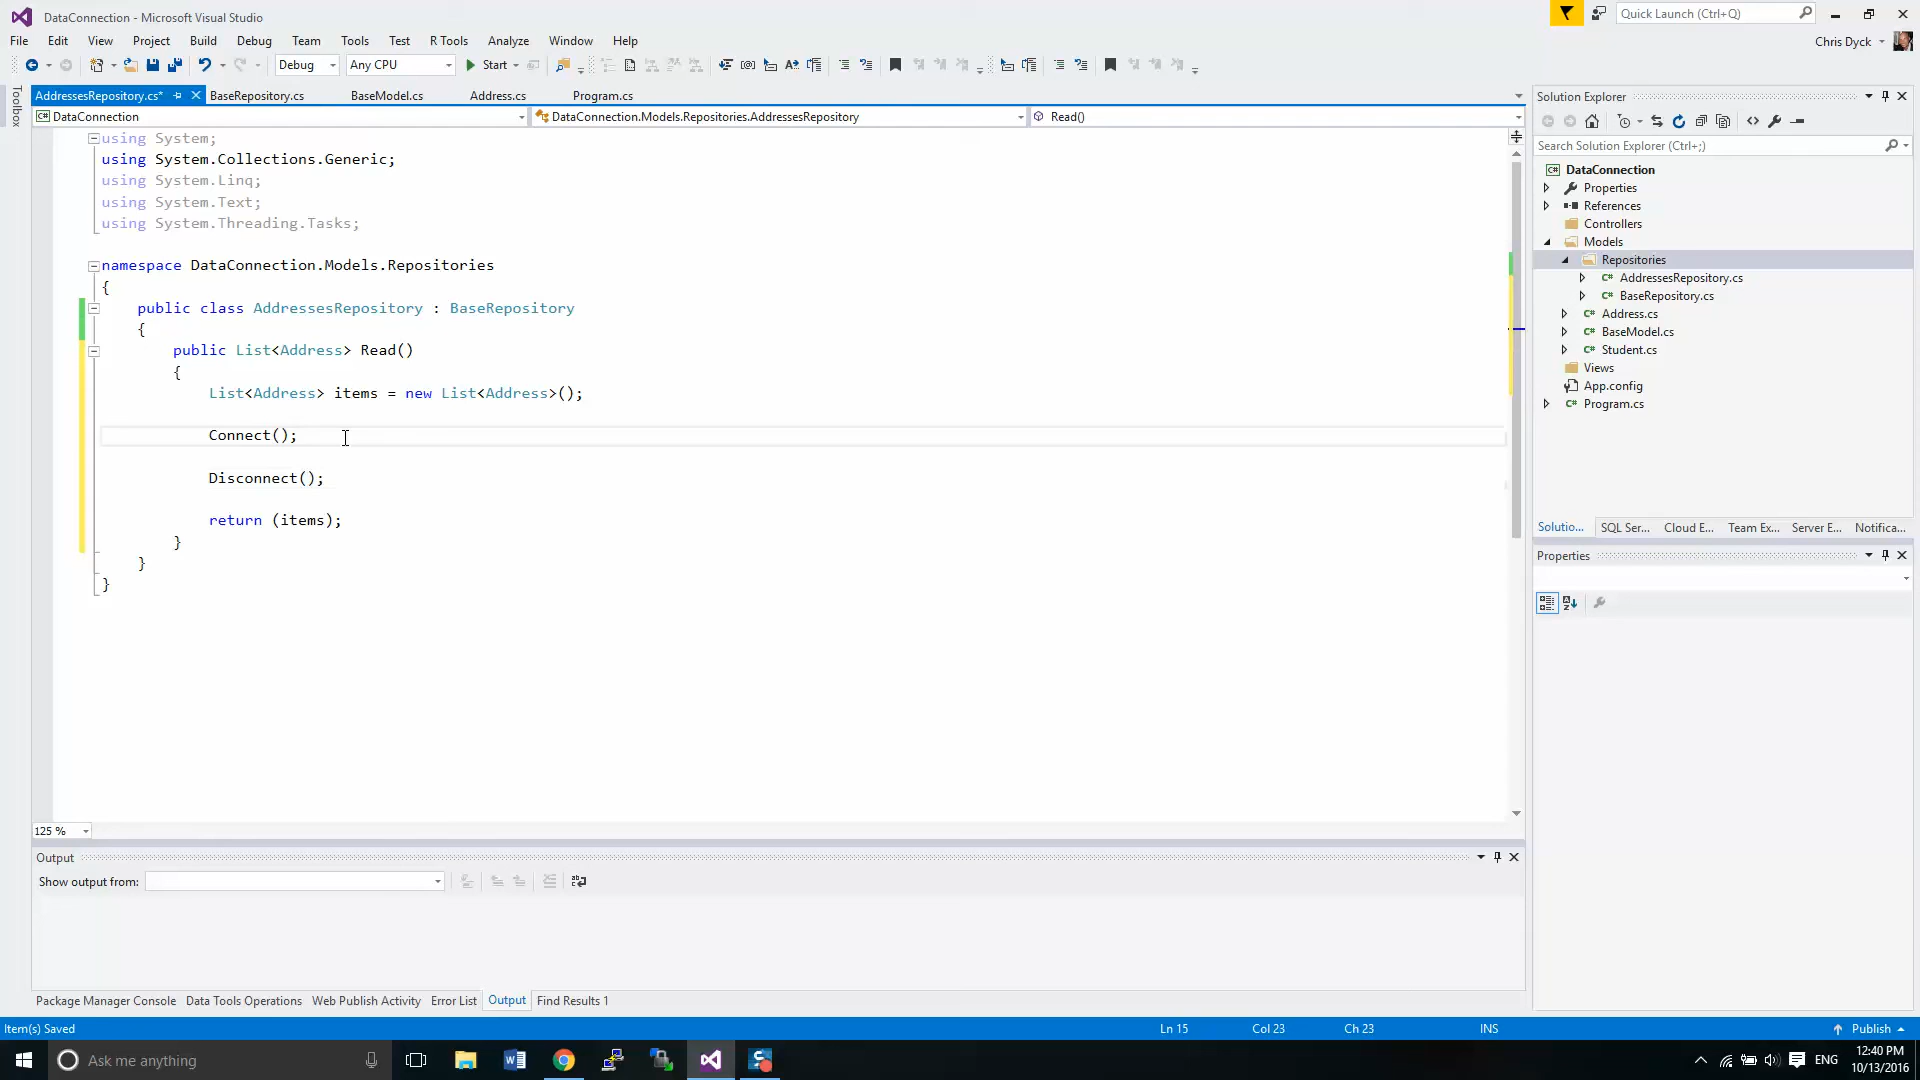 DataConnection - Microsoft Visual Studio
Quick Launch (Ctrl+Q)
File Edit View Project Build Debug Team Tools Test R Tools Analyze Window Help
Chris Dyck
Debug Any CPU Start
Toolbox
AddressesRepository.cs* BaseRepository.cs BaseModel.cs Address.cs Program.cs
DataConnection DataConnection.Models.Repositories.AddressesRepository Read()
using System;
using System.Collections.Generic;
using System.Linq;
using System.Text;
using System.Threading.Tasks;
namespace DataConnection.Models.Repositories
{
public class AddressesRepository : BaseRepository
{
public List<Address> Read()
{
List<Address> items = new List<Address>();
Connect();
Disconnect();
return (items);
}
}
}
125 %
Output
Show output from:
Package Manager Console Data Tools Operations Web Publish Activity Error List Output Find Results 1
Solution Explorer
Search Solution Explorer (Ctrl+;)
DataConnection
Properties
References
Controllers
Models
Repositories
AddressesRepository.cs
BaseRepository.cs
Address.cs
BaseModel.cs
Student.cs
Views
App.config
Program.cs
Solutio... SQL Ser... Cloud E... Team Ex... Server E... Notifica...
Properties
Item(s) Saved Ln 15 Col 23 Ch 23 INS Publish
Ask me anything
ENG
12:40 PM
10/13/2016